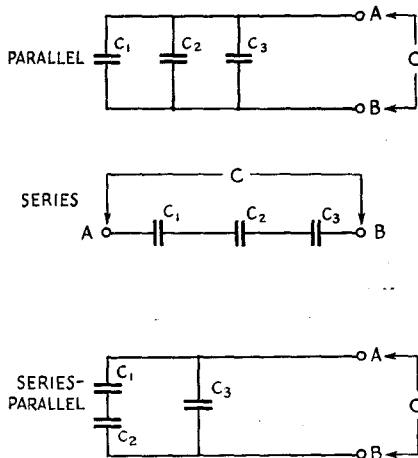 A
C₁ C₂ C₃
PARALLEL C
B
C
SERIES
C₁ C₂ C₃
A B
A
C₁
SERIES- C₃ C
PARALLEL
C₂
B